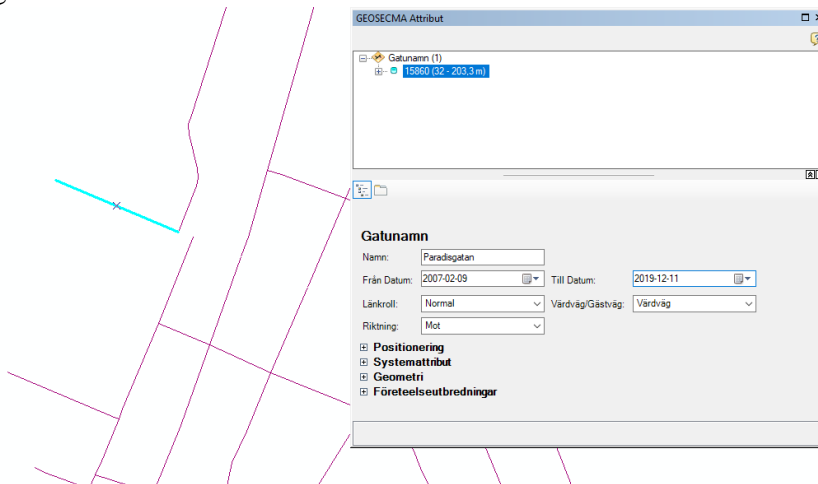 GEOSECMA Attribut
Gatunamn (1)
15860 (32 - 203,3 m)
Gatunamn
Namn: Paradisgatan
Från Datum: 2007-02-09 Till Datum: 2019-12-11
Länkroll: Normal Värdväg/Gästväg: Värdväg
Riktning: Mot
Positionering
Systemattribut
Geometri
Företeelseutbredningar